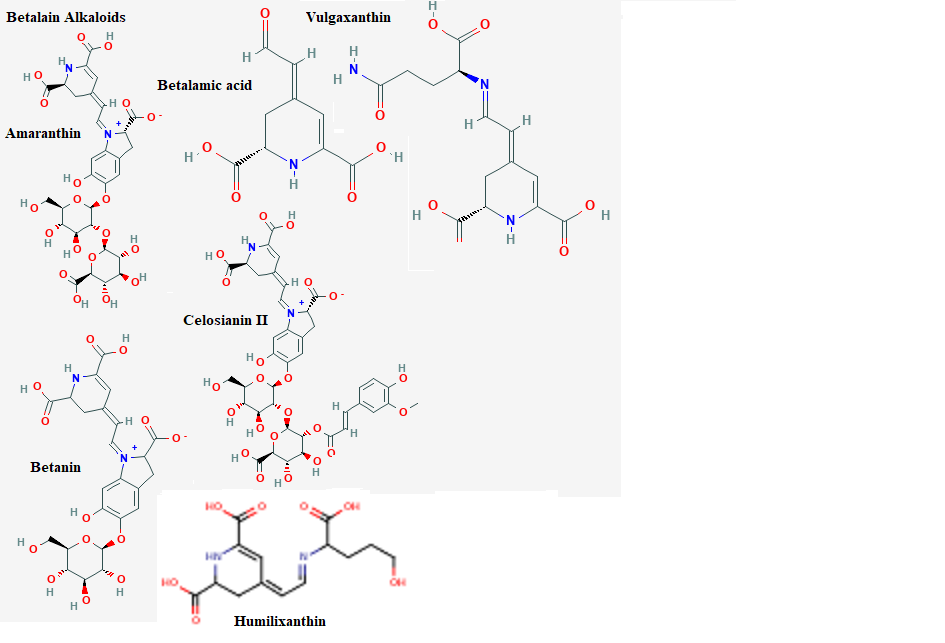 Betalain Alkaloids
Vulgaxanthin
Betalamic acid
Amaranthin
Celosianin II
Betanin
Humilixanthin